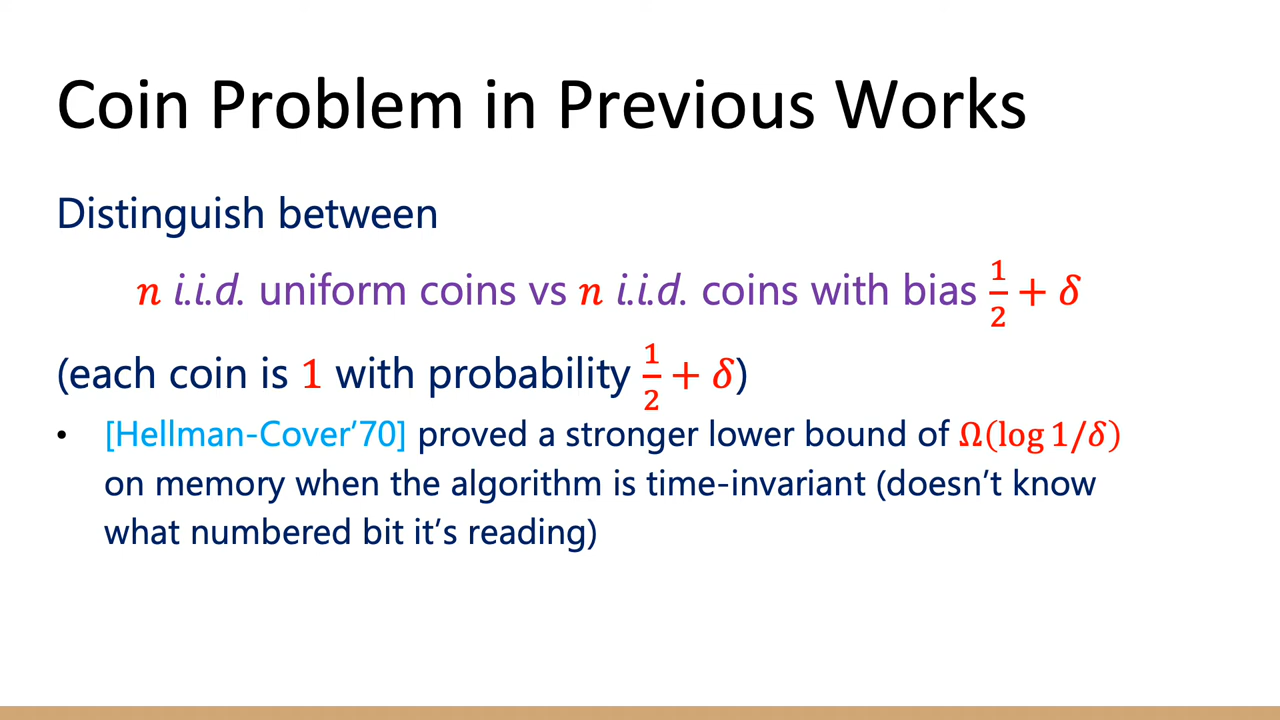 Coin Problem in Previous Works
Distinguish between
n i.i.d. uniform coins vs n i.i.d. coins with bias 1/2 + δ
(each coin is 1 with probability 1/2 + δ)
• [Hellman-Cover’70] proved a stronger lower bound of Ω(log 1/δ)
on memory when the algorithm is time-invariant (doesn’t know
what numbered bit it’s reading)